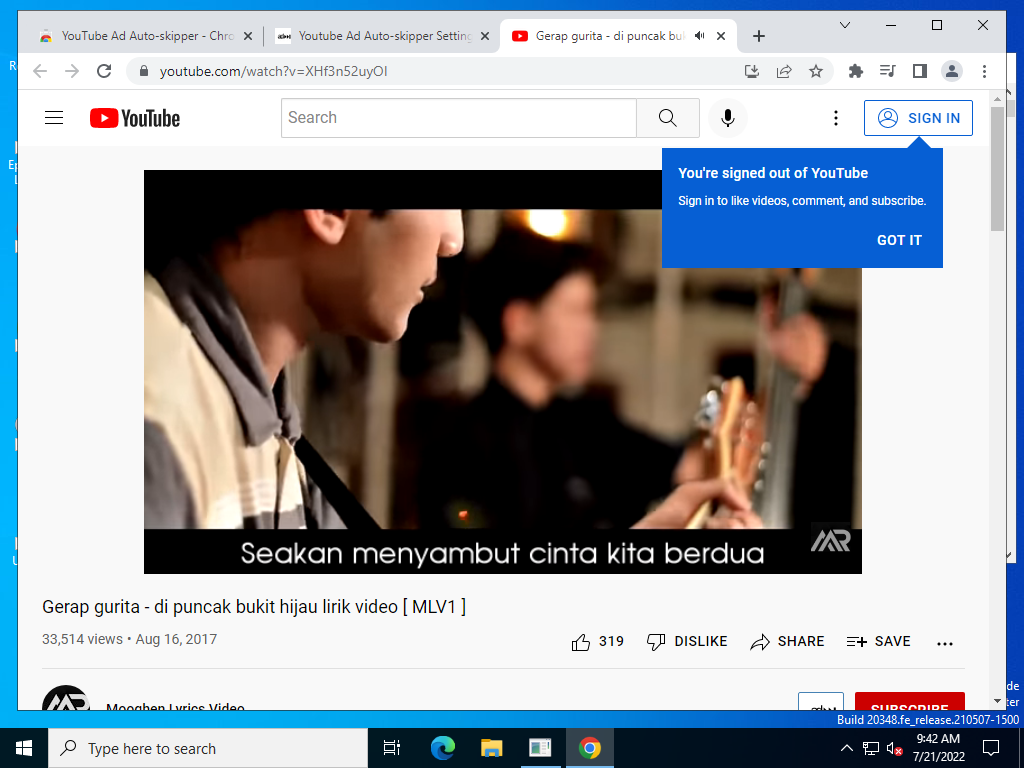 YouTube Ad Auto-skipper - Chro
Youtube Ad Auto-skipper Setting
Gerap gurita - di puncak buk
youtube.com/watch?v=XHf3n52uyOI
YouTube
Search
SIGN IN
You're signed out of YouTube
Sign in to like videos, comment, and subscribe.
GOT IT
Seakan menyambut cinta kita berdua
MR
Gerap gurita - di puncak bukit hijau lirik video [ MLV1 ]
33,514 views • Aug 16, 2017
319
DISLIKE
SHARE
SAVE
Mooghen Lyrics Video
SUBSCRIBE
Build 20348.fe_release.210507-1500
Type here to search
9:42 AM
7/21/2022